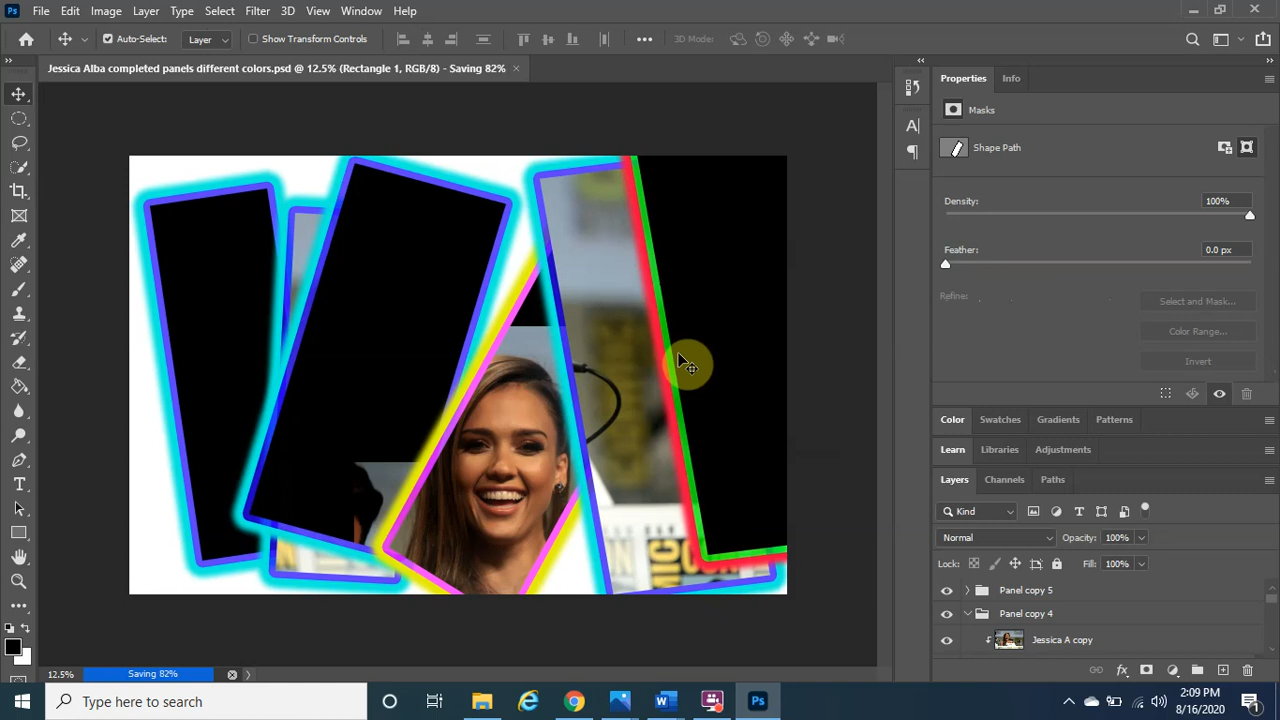 Ps File Edit Image Layer Type Select Filter 3D View Window Help
Auto-Select: Layer Show Transform Controls 3D Mode:
Jessica Alba completed panels different colors.psd @ 12.5% (Rectangle 1, RGB/8) - Saving 82% ×
Properties Info
Masks
Shape Path
Density: 100%
Feather: 0.0 px
Refine: Select and Mask...
Color Range...
Invert
Color Swatches Gradients Patterns
Learn Libraries Adjustments
Layers Channels Paths
Kind
Normal Opacity: 100%
Lock: Fill: 100%
Panel copy 5
Panel copy 4
Jessica A copy
12.5% Saving 82%
Type here to search
2:09 PM
8/16/2020